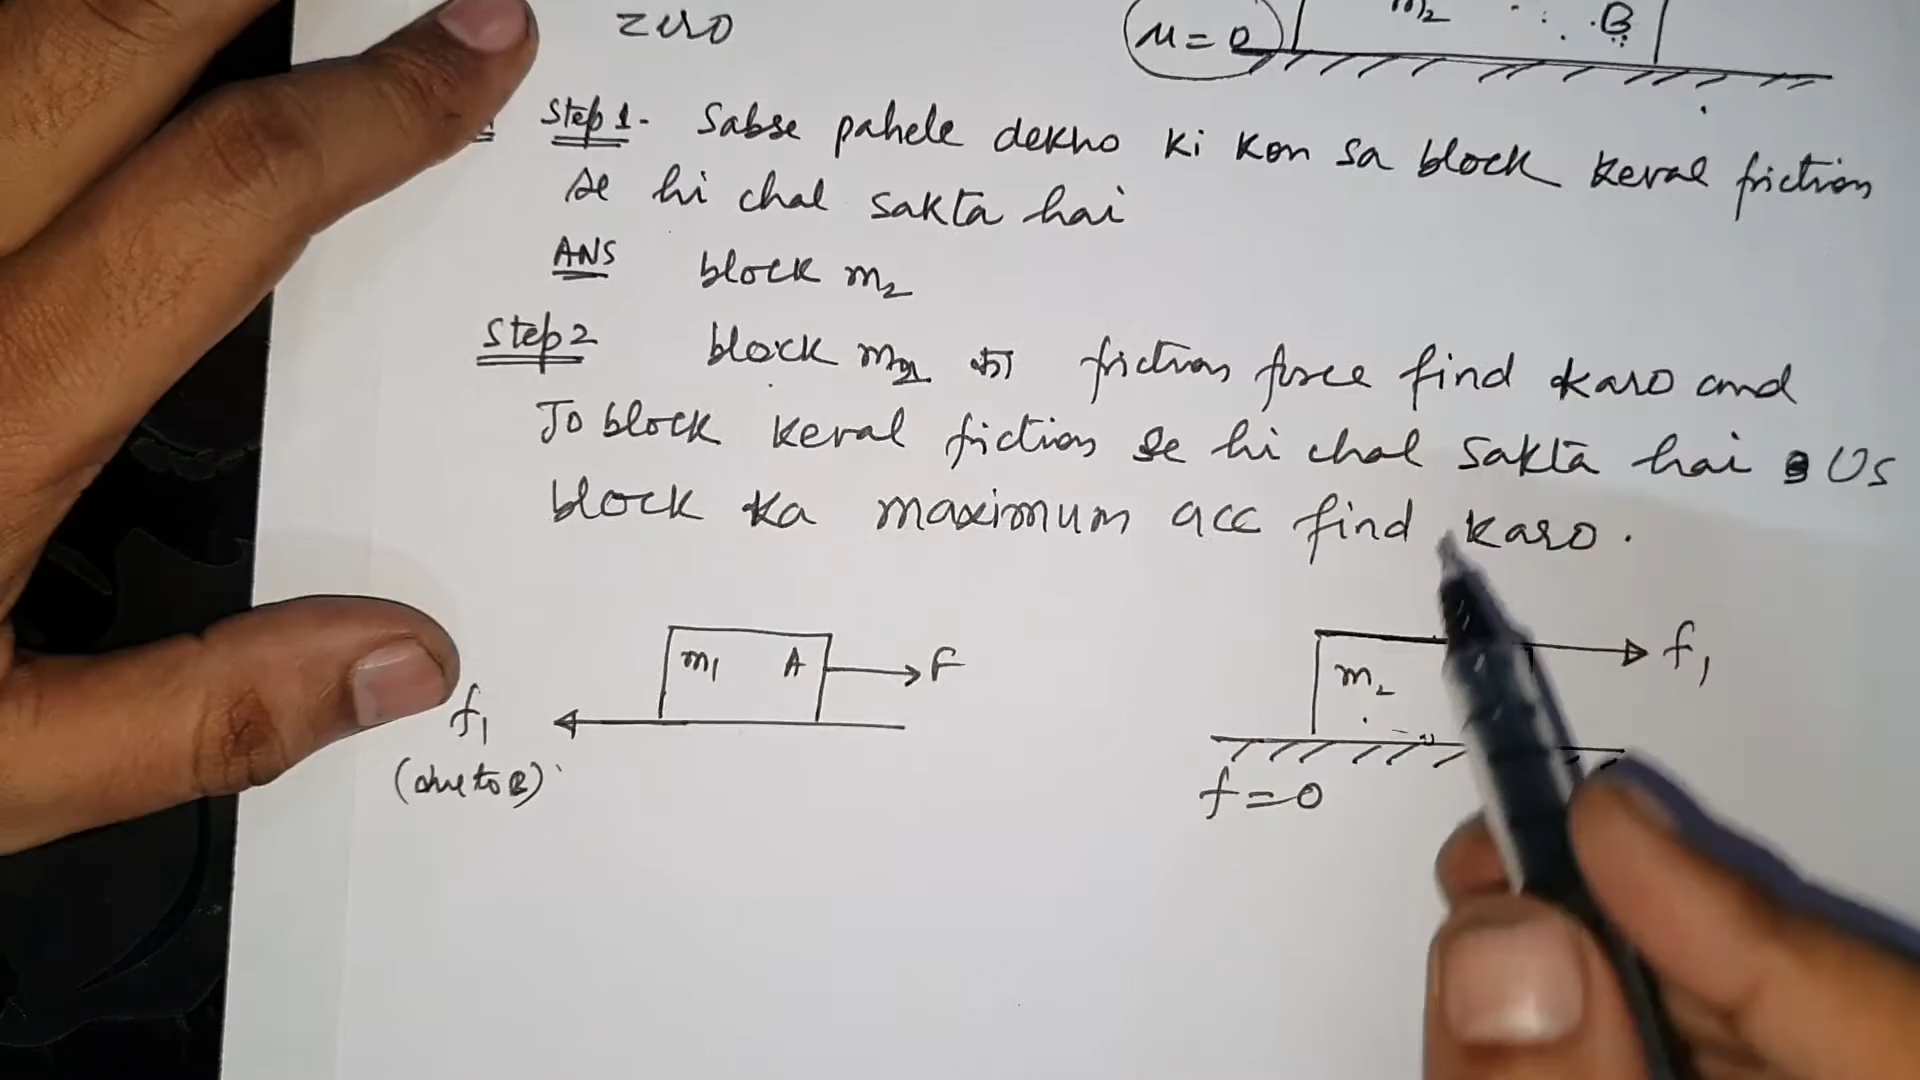 zero
m2 B
μ = 0
Step 1- Sabse pahele dekho ki kon sa block keval friction
se hi chal sakta hai
ANS block m2
Step 2 block m का friction force find karo and
Jo block keval friction se hi chal sakta hai Us
block ka maximum acc find karo.
m1 A F
f1
(due to B)
m2 f1
f = 0